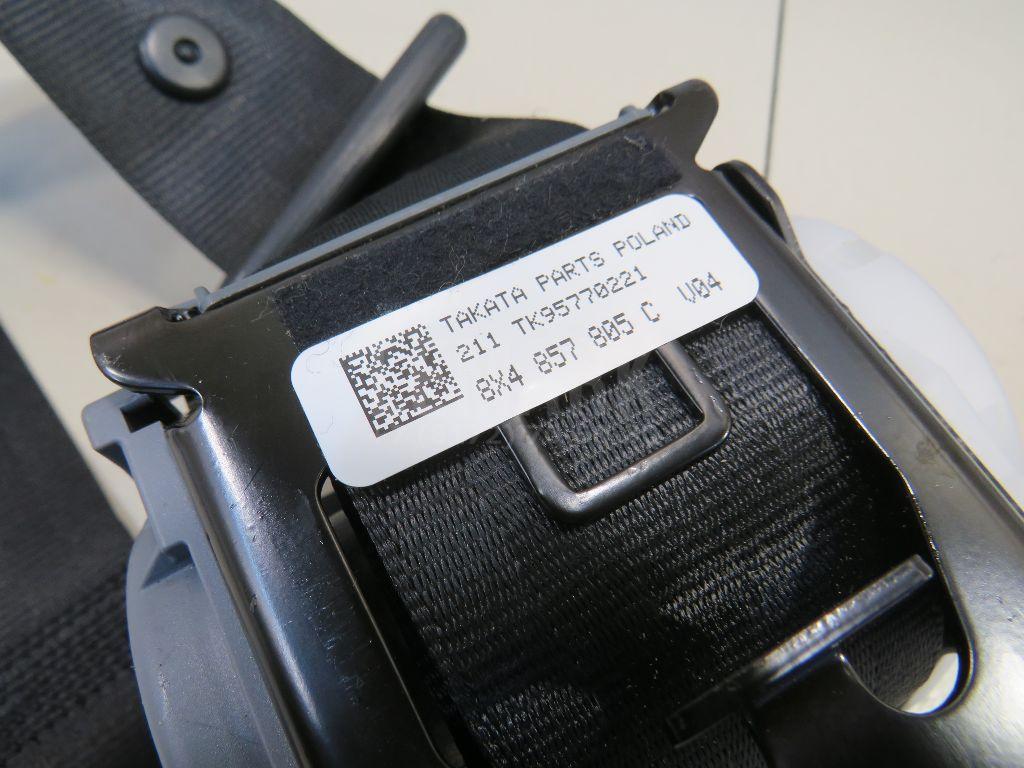 TAKATA PARTS POLAND
211 TK95770221
8X4 857 805 C V04